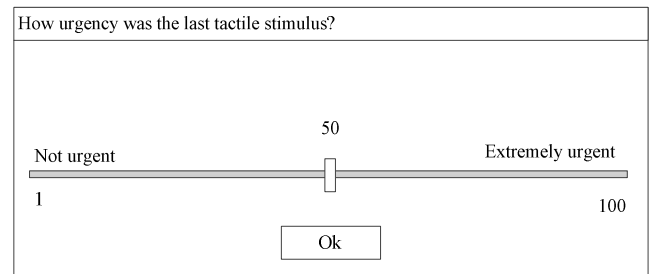 How urgency was the last tactile stimulus?
50
Not urgent
Extremely urgent
1
100
Ok